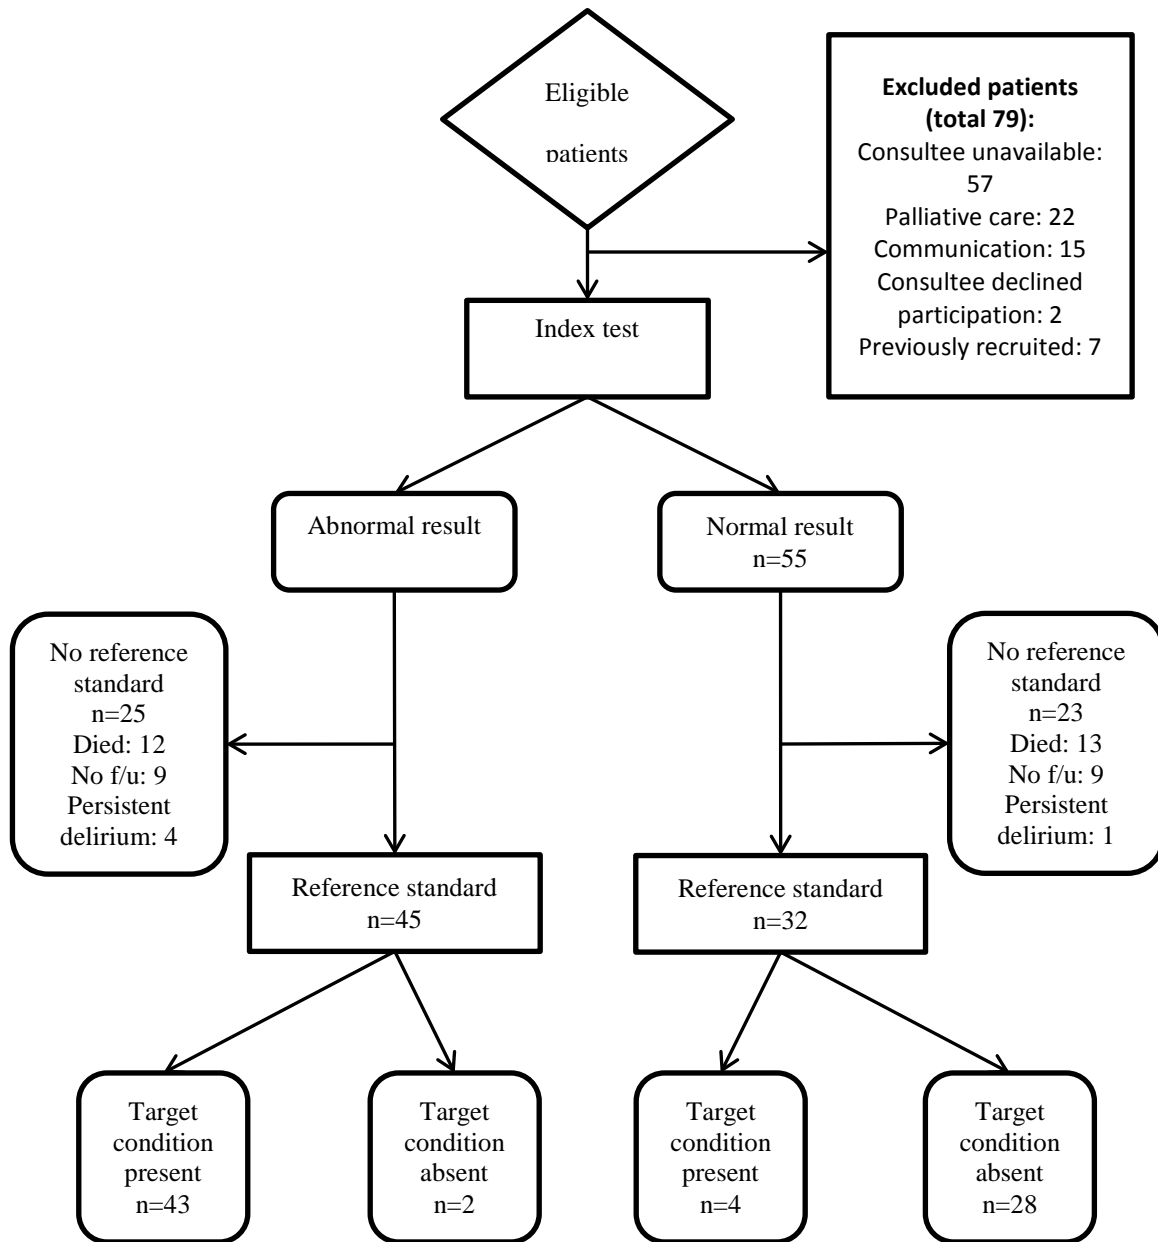 Eligible
patients
Excluded patients
(total 79):
Consultee unavailable:
57
Palliative care: 22
Communication: 15
Consultee declined
participation: 2
Previously recruited: 7
Index test
Abnormal result
Normal result
n=55
No reference
standard
n=25
Died: 12
No f/u: 9
Persistent
delirium: 4
No reference
standard
n=23
Died: 13
No f/u: 9
Persistent
delirium: 1
Reference standard
n=45
Reference standard
n=32
Target
condition
present
n=43
Target
condition
absent
n=2
Target
condition
present
n=4
Target
condition
absent
n=28